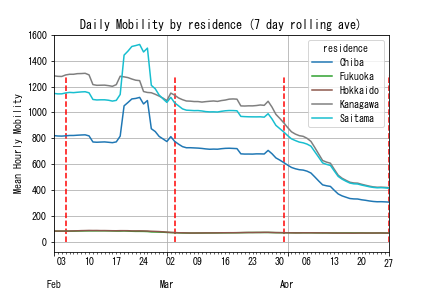 Daily Mobility by residence (7 day rolling ave)
1600
1400
1200
1000
800
600
400
200
0
Mean Hourly Mobility
residence
Chiba
Fukuoka
Hokkaido
Kanagawa
Saitama
03 10 17 24 02 09 16 23 30 06 13 20 27
Feb Mar Apr